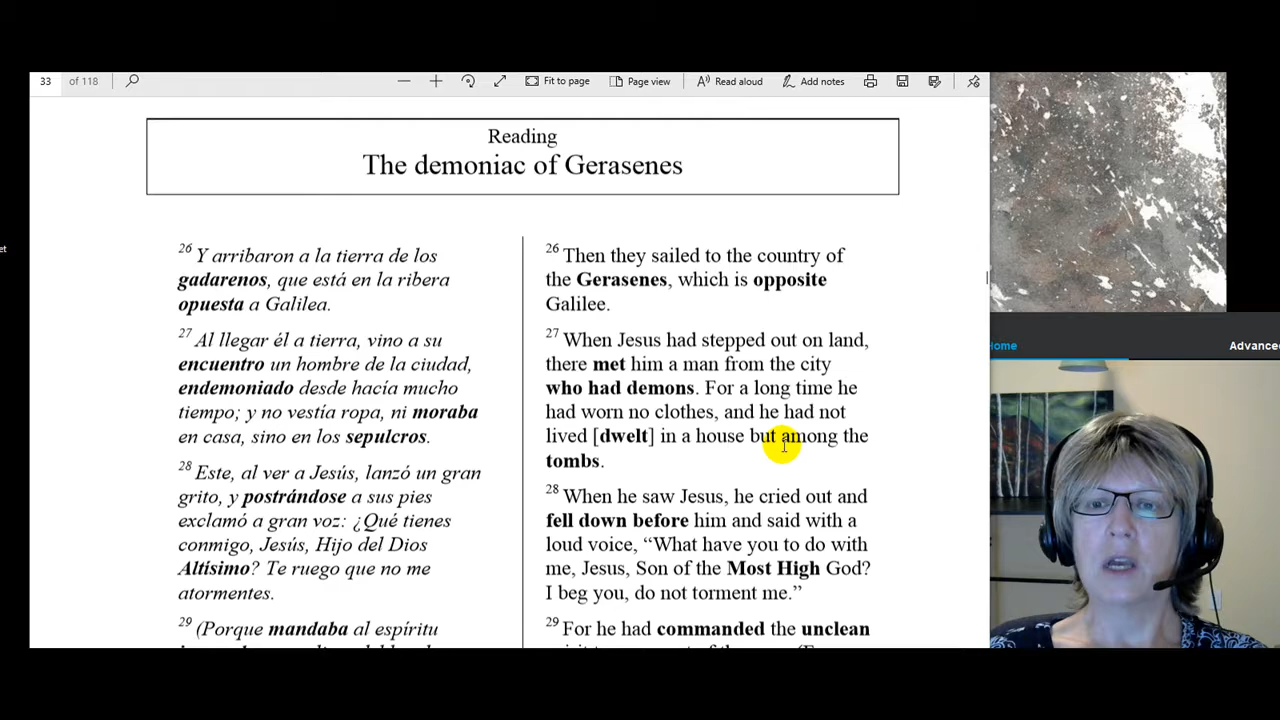 33 of 118 Fit to page Page view Read aloud Add notes
Reading
The demoniac of Gerasenes
26 Y arribaron a la tierra de los
gadarenos, que está en la ribera
opuesta a Galilea.
27 Al llegar él a tierra, vino a su
encuentro un hombre de la ciudad,
endemoniado desde hacía mucho
tiempo; y no vestía ropa, ni moraba
en casa, sino en los sepulcros.
28 Este, al ver a Jesús, lanzó un gran
grito, y postrándose a sus pies
exclamó a gran voz: ¿Qué tienes
conmigo, Jesús, Hijo del Dios
Altísimo? Te ruego que no me
atormentes.
29 (Porque mandaba al espíritu
26 Then they sailed to the country of
the Gerasenes, which is opposite
Galilee.
27 When Jesus had stepped out on land,
there met him a man from the city
who had demons. For a long time he
had worn no clothes, and he had not
lived [dwelt] in a house but among the
tombs.
28 When he saw Jesus, he cried out and
fell down before him and said with a
loud voice, “What have you to do with
me, Jesus, Son of the Most High God?
I beg you, do not torment me.”
29 For he had commanded the unclean
Advance